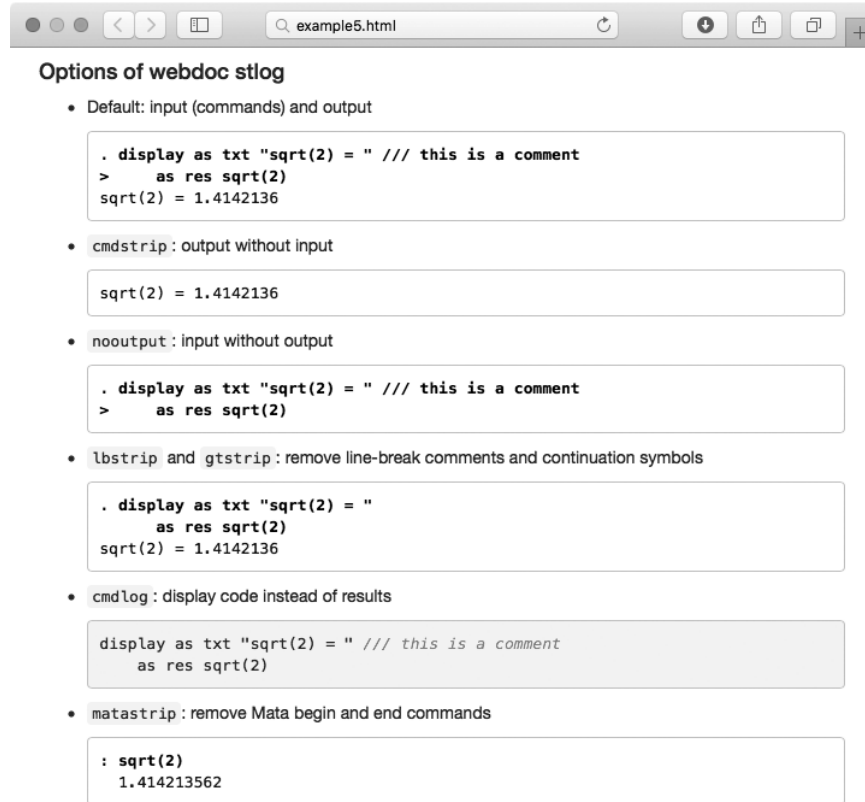 example5.html
Options of webdoc stlog
• Default: input (commands) and output
. display as txt "sqrt(2) = " /// this is a comment
>     as res sqrt(2)
sqrt(2) = 1.4142136
• cmdstrip: output without input
sqrt(2) = 1.4142136
• nooutput: input without output
. display as txt "sqrt(2) = " /// this is a comment
>     as res sqrt(2)
• lbstrip and gtstrip: remove line-break comments and continuation symbols
. display as txt "sqrt(2) = "
      as res sqrt(2)
sqrt(2) = 1.4142136
• cmdlog: display code instead of results
display as txt "sqrt(2) = " /// this is a comment
    as res sqrt(2)
• matastrip: remove Mata begin and end commands
: sqrt(2)
  1.414213562